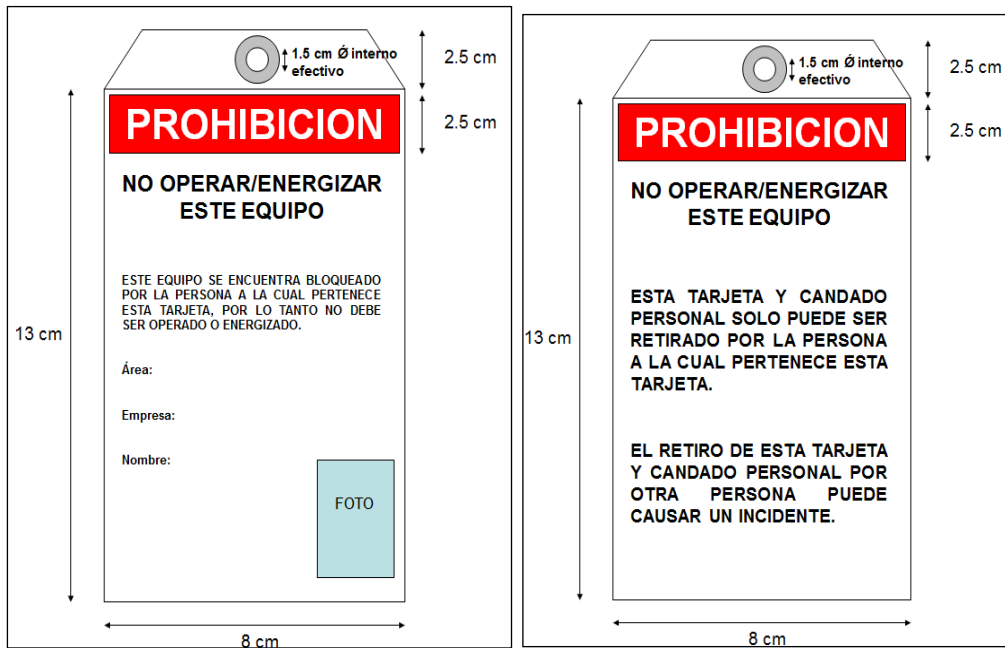 1.5 cm Ǿ interno
efectivo
2.5 cm
PROHIBICION
2.5 cm
NO OPERAR/ENERGIZAR
ESTE EQUIPO
ESTE EQUIPO SE ENCUENTRA BLOQUEADO
POR LA PERSONA A LA CUAL PERTENECE
ESTA TARJETA, POR LO TANTO NO DEBE
SER OPERADO O ENERGIZADO.
13 cm
Área:
Empresa:
Nombre:
FOTO
8 cm
1.5 cm Ǿ interno
efectivo
2.5 cm
PROHIBICION
2.5 cm
NO OPERAR/ENERGIZAR
ESTE EQUIPO
ESTA TARJETA Y CANDADO
PERSONAL SOLO PUEDE SER
RETIRADO POR LA PERSONA
A LA CUAL PERTENECE ESTA
TARJETA.
13 cm
EL RETIRO DE ESTA TARJETA
Y CANDADO PERSONAL POR
OTRA PERSONA PUEDE
CAUSAR UN INCIDENTE.
8 cm